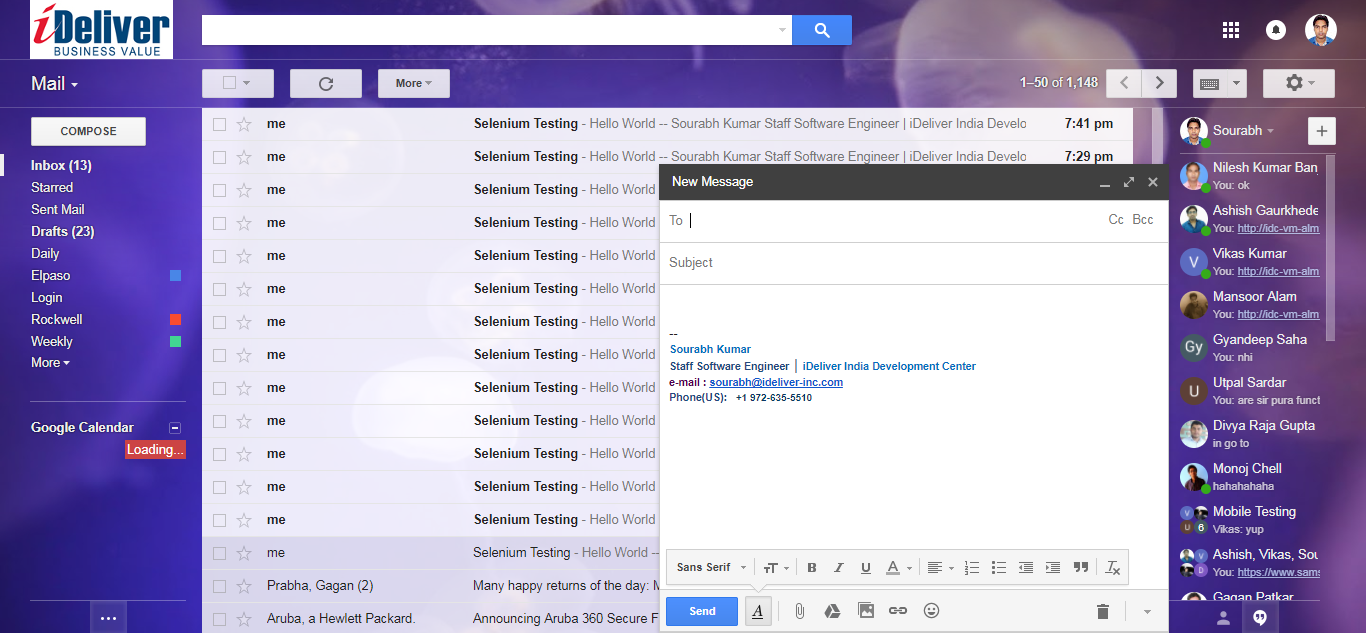 iDeliver
BUSINESS VALUE
Mail
More
1–50 of 1,148
COMPOSE
Inbox (13)
Starred
Sent Mail
Drafts (23)
Daily
Elpaso
Login
Rockwell
Weekly
More
Google Calendar
Loading...
me Selenium Testing - Hello World -- Sourabh Kumar Staff Software Engineer | iDeliver India Develo 7:41 pm
me Selenium Testing - Hello World -- Sourabh Kumar Staff Software Engineer | iDeliver India Develo 7:29 pm
me Selenium Testing - Hello World
me Selenium Testing - Hello World
me Selenium Testing - Hello World
me Selenium Testing - Hello World
me Selenium Testing - Hello World
me Selenium Testing - Hello World
me Selenium Testing - Hello World
me Selenium Testing - Hello World
me Selenium Testing - Hello World
me Selenium Testing - Hello World
me Selenium Testing - Hello World
me Selenium Testing - Hello World --
Prabha, Gagan (2) Many happy returns of the day: M
Aruba, a Hewlett Packard. Announcing Aruba 360 Secure F
New Message
To Cc Bcc
Subject
--
Sourabh Kumar
Staff Software Engineer | iDeliver India Development Center
e-mail : sourabh@ideliver-inc.com
Phone(US): +1 972-635-5510
Sans Serif
Send
Sourabh
Nilesh Kumar Ban
You: ok
Ashish Gaurkhede
You: http://idc-vm-alm
Vikas Kumar
You: http://idc-vm-alm
Mansoor Alam
You: http://idc-vm-alm
Gyandeep Saha
You: nhi
Utpal Sardar
You: are sir pura funct
Divya Raja Gupta
in go to
Monoj Chell
hahahahaha
Mobile Testing
Vikas: yup
Ashish, Vikas, Sou
You: https://www.sams
Gagan Patkar